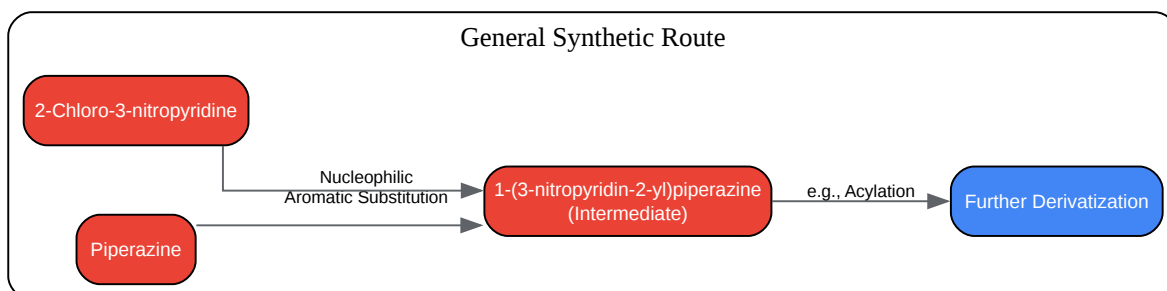 General Synthetic Route
2-Chloro-3-nitropyridine
Nucleophilic
Aromatic Substitution
1-(3-nitropyridin-2-yl)piperazine
(Intermediate)
e.g., Acylation
Further Derivatization
Piperazine